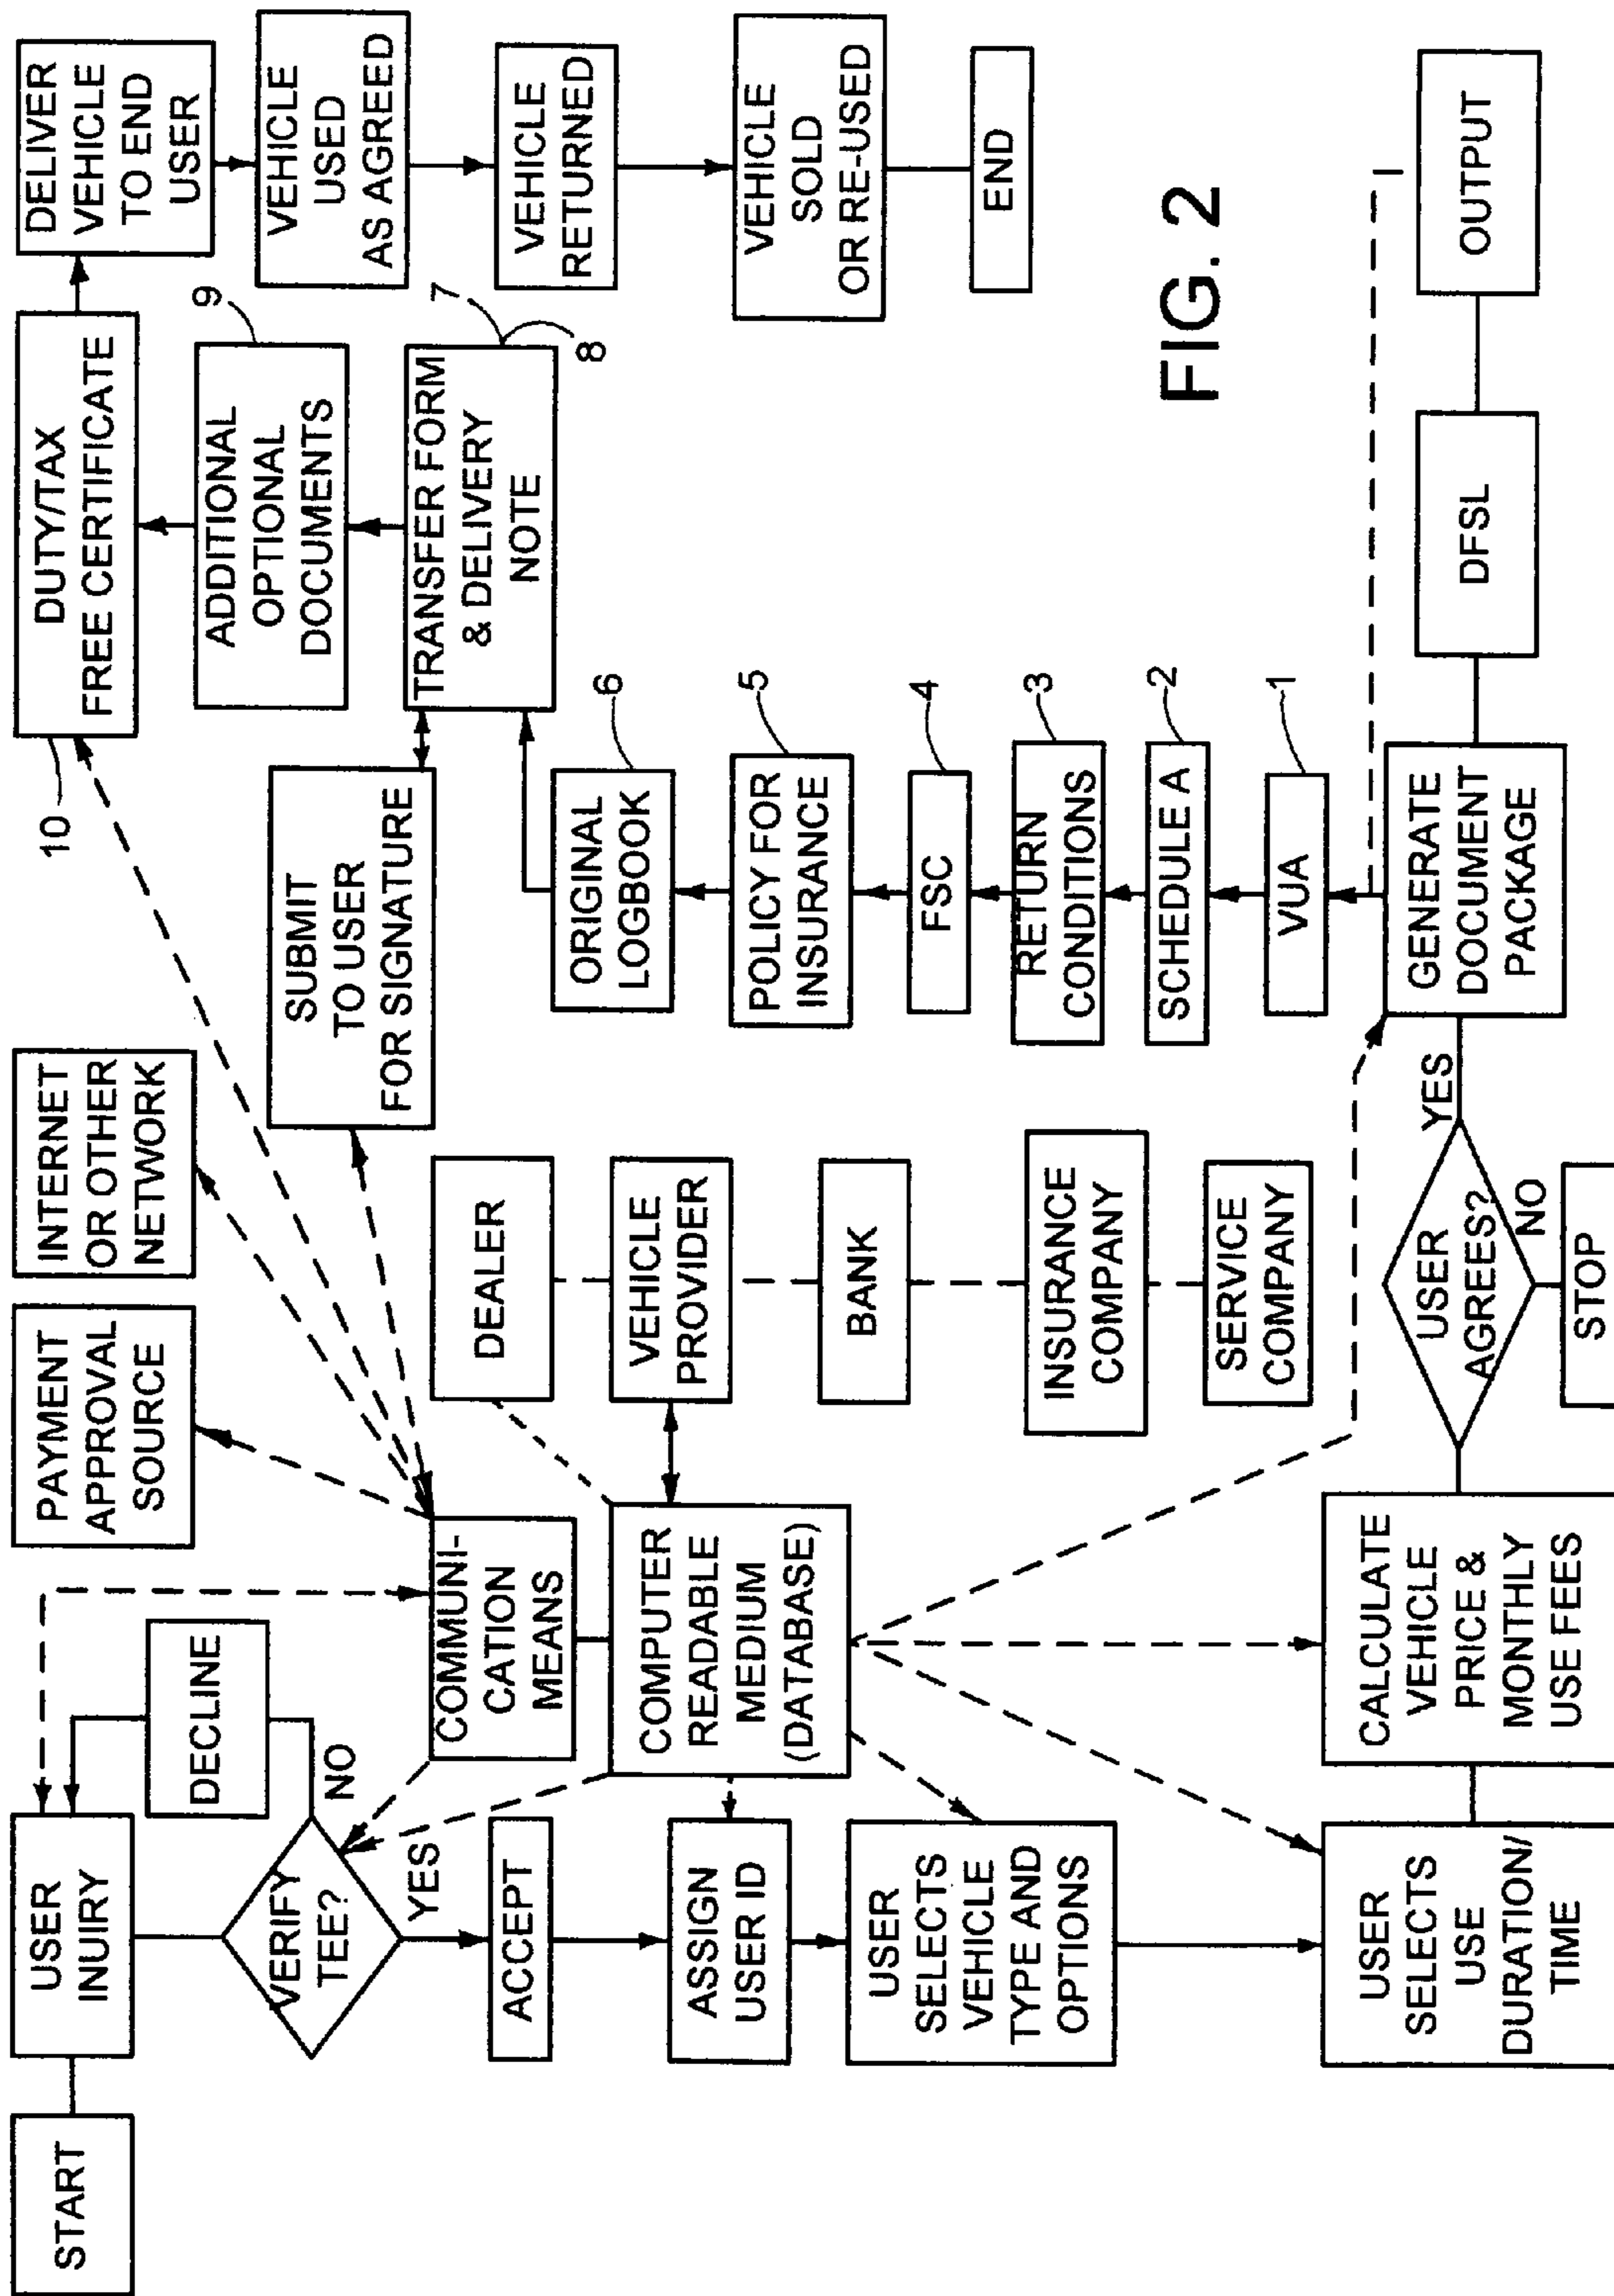 START
USER
INUIRY
DECLINE
VERIFY
TEE?
NO
YES
ACCEPT
ASSIGN
USER ID
USER
SELECTS
VEHICLE
TYPE AND
OPTIONS
USER
SELECTS
USE
DURATION/
TIME
PAYMENT
APPROVAL
SOURCE
INTERNET
OR OTHER
NETWORK
COMMUNI-
CATION
MEANS
COMPUTER
READABLE
MEDIUM
(DATABASE)
DEALER
VEHICLE
PROVIDER
BANK
INSURANCE
COMPANY
SERVICE
COMPANY
CALCULATE
VEHICLE
PRICE &
MONTHLY
USE FEES
USER
AGREES?
NO
STOP
YES
GENERATE
DOCUMENT
PACKAGE
DFSL
OUTPUT
VUA
1
SCHEDULE A
2
RETURN
CONDITIONS
3
FSC
4
POLICY FOR
INSURANCE
5
ORIGINAL
LOGBOOK
6
SUBMIT
TO USER
FOR SIGNATURE
TRANSFER FORM
& DELIVERY
NOTE
7
8
ADDITIONAL
OPTIONAL
DOCUMENTS
9
DUTY/TAX
FREE CERTIFICATE
10
DELIVER
VEHICLE
TO END
USER
VEHICLE
USED
AS AGREED
VEHICLE
RETURNED
VEHICLE
SOLD
OR RE-USED
END
FIG. 2